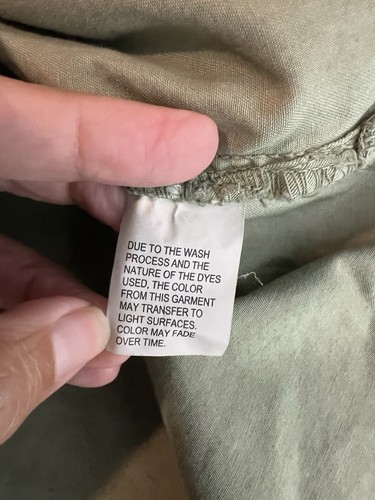 DUE TO THE WASH
PROCESS AND THE
NATURE OF THE DYES
USED, THE COLOR
FROM THIS GARMENT
MAY TRANSFER TO
LIGHT SURFACES.
COLOR MAY FADE
OVER TIME.